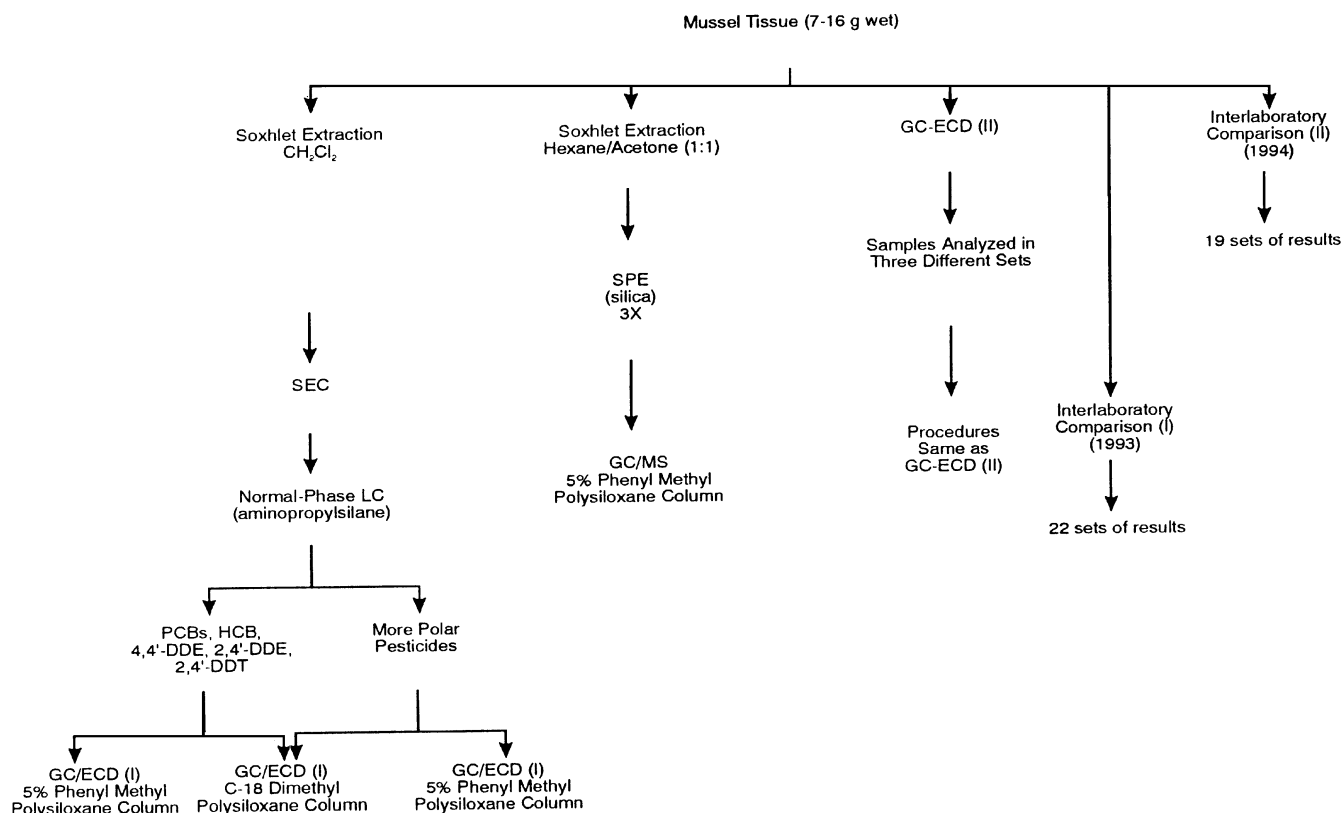 Mussel Tissue (7-16 g wet)
Soxhlet Extraction
CH₂Cl₂
Soxhlet Extraction
Hexane/Acetone (1:1)
GC-ECD (II)
Interlaboratory
Comparison (II)
(1994)
Samples Analyzed in
Three Different Sets
19 sets of results
SPE
(silica)
3X
SEC
Interlaboratory
Comparison (I)
(1993)
Procedures
Same as
GC-ECD (II)
GC/MS
5% Phenyl Methyl
Polysiloxane Column
Normal-Phase LC
(aminopropylsilane)
22 sets of results
PCBs, HCB,
4,4'-DDE, 2,4'-DDE,
2,4'-DDT
More Polar
Pesticides
GC/ECD (I)
5% Phenyl Methyl
Polysiloxane Column
GC/ECD (I)
C-18 Dimethyl
Polysiloxane Column
GC/ECD (I)
5% Phenyl Methyl
Polysiloxane Column